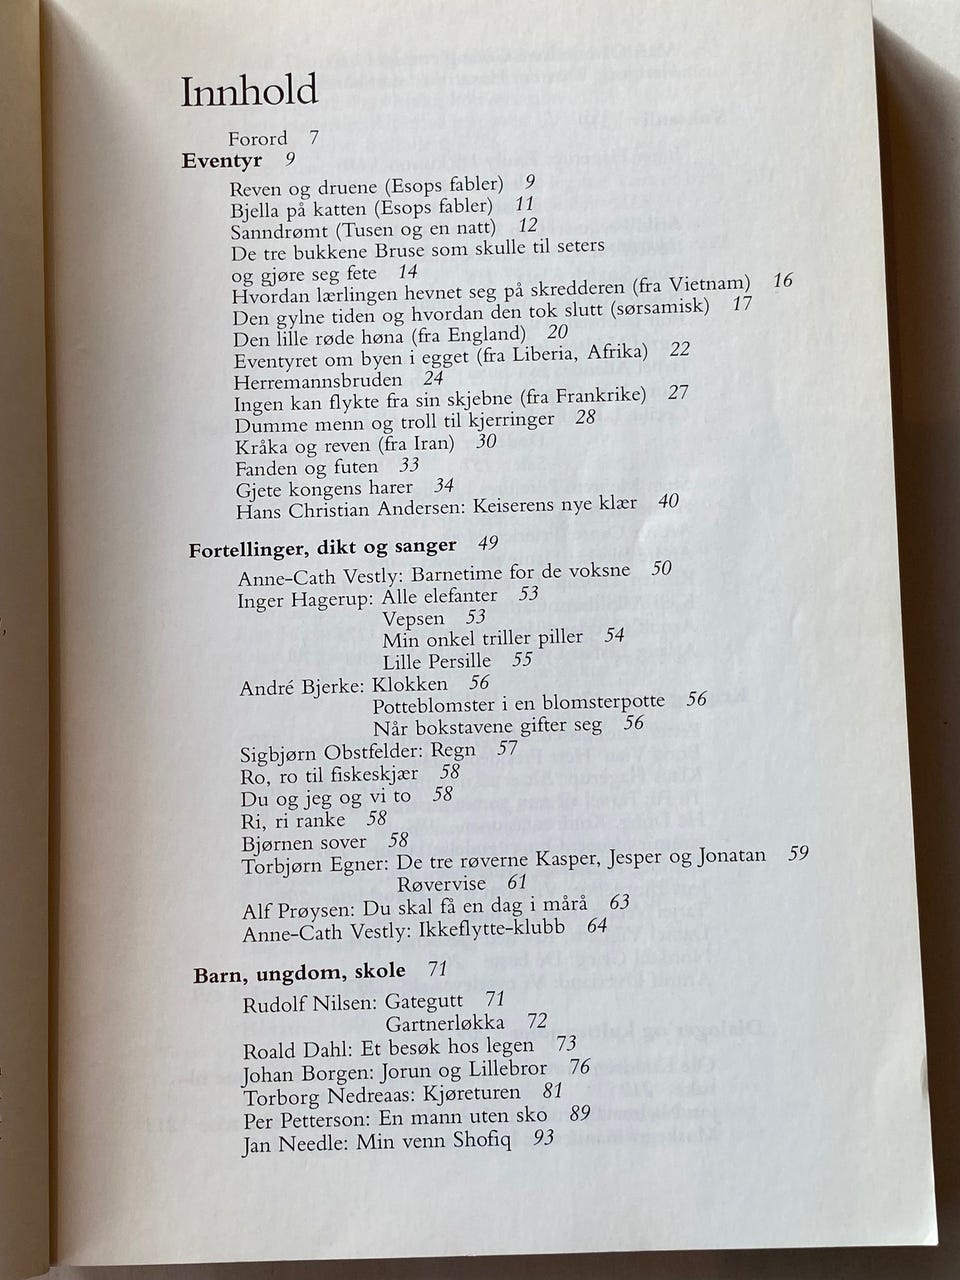 Innhold
Forord 7
Eventyr 9
Reven og druene (Esops fabler) 9
Bjella på katten (Esops fabler) 11
Sanndrømt (Tusen og en natt) 12
De tre bukkene Bruse som skulle til seters
og gjøre seg fete 14
Hvordan lærlingen hevnet seg på skredderen (fra Vietnam) 16
Den gylne tiden og hvordan den tok slutt (sørsamisk) 17
Den lille røde høna (fra England) 20
Eventyret om byen i egget (fra Liberia, Afrika) 22
Herremannsbruden 24
Ingen kan flykte fra sin skjebne (fra Frankrike) 27
Dumme menn og troll til kjerringer 28
Kråka og reven (fra Iran) 30
Fanden og futen 33
Gjete kongens harer 34
Hans Christian Andersen: Keiserens nye klær 40
Fortellinger, dikt og sanger 49
Anne-Cath Vestly: Barnetime for de voksne 50
Inger Hagerup: Alle elefanter 53
Vepsen 53
Min onkel triller piller 54
Lille Persille 55
André Bjerke: Klokken 56
Potteblomster i en blomsterpotte 56
Når bokstavene gifter seg 56
Sigbjørn Obstfelder: Regn 57
Ro, ro til fiskeskjær 58
Du og jeg og vi to 58
Ri, ri ranke 58
Bjørnen sover 58
Torbjørn Egner: De tre røverne Kasper, Jesper og Jonatan 59
Røvervise 61
Alf Prøysen: Du skal få en dag i mårå 63
Anne-Cath Vestly: Ikkeflytte-klubb 64
Barn, ungdom, skole 71
Rudolf Nilsen: Gategutt 71
Gartnerløkka 72
Roald Dahl: Et besøk hos legen 73
Johan Borgen: Jorun og Lillebror 76
Torborg Nedreaas: Kjøreturen 81
Per Petterson: En mann uten sko 89
Jan Needle: Min venn Shofiq 93